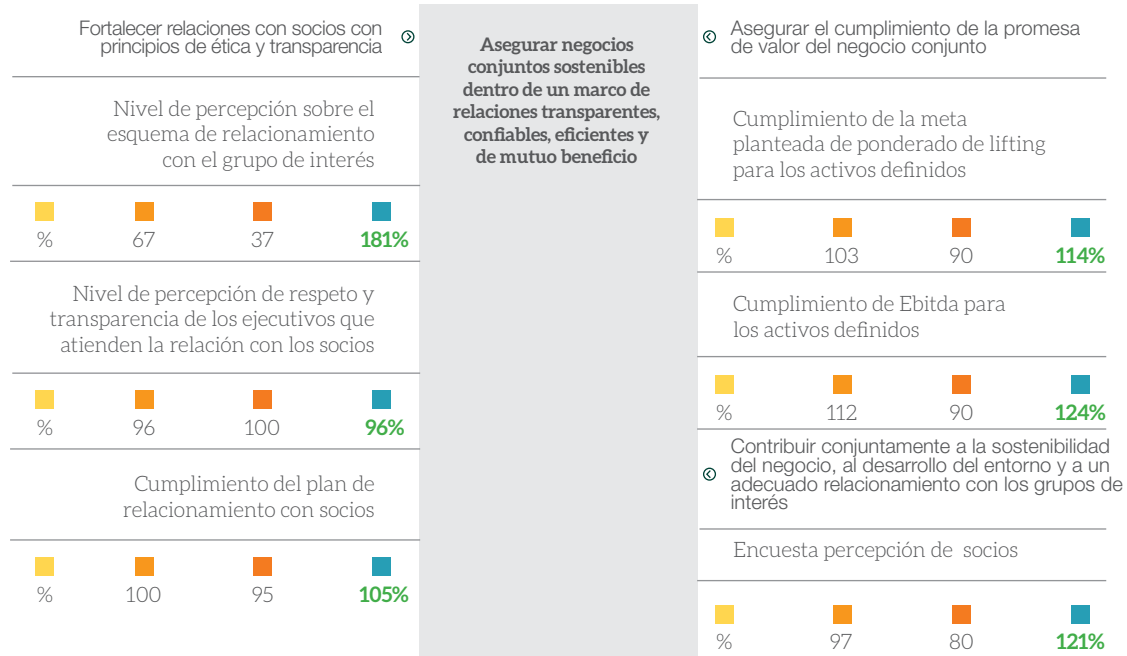 Fortalecer relaciones con socios con
principios de ética y transparencia
Nivel de percepción sobre el
esquema de relacionamiento
con el grupo de interés
% 67 37 181%
Nivel de percepción de respeto y
transparencia de los ejecutivos que
atienden la relación con los socios
% 96 100 96%
Cumplimiento del plan de
relacionamiento con socios
% 100 95 105%
Asegurar negocios
conjuntos sostenibles
dentro de un marco de
relaciones transparentes,
confiables, eficientes y
de mutuo beneficio
Asegurar el cumplimiento de la promesa
de valor del negocio conjunto
Cumplimiento de la meta
planteada de ponderado de lifting
para los activos definidos
% 103 90 114%
Cumplimiento de Ebitda para
los activos definidos
% 112 90 124%
Contribuir conjuntamente a la sostenibilidad
del negocio, al desarrollo del entorno y a un
adecuado relacionamiento con los grupos de
interés
Encuesta percepción de socios
% 97 80 121%